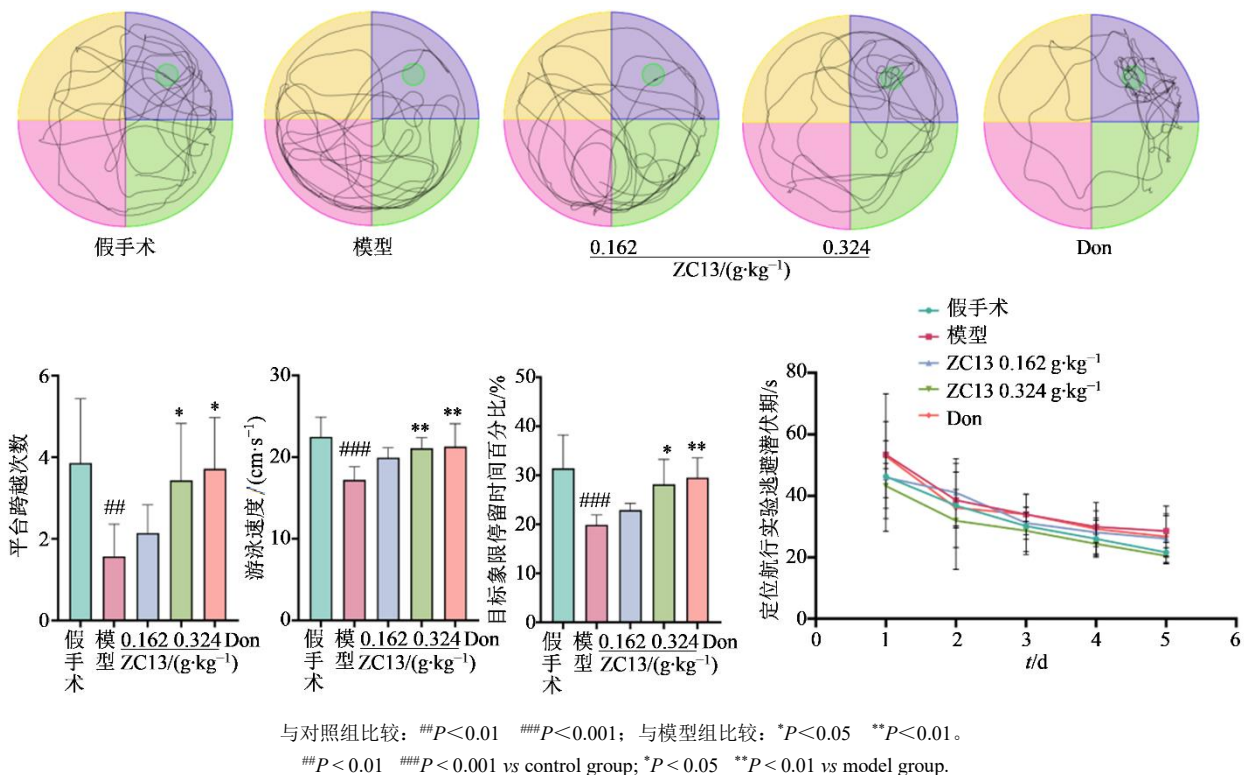 假手术
模型
0.162
0.324
Don
ZC13/(g·kg⁻¹)
假手术
模型
ZC13 0.162 g·kg⁻¹
ZC13 0.324 g·kg⁻¹
Don
平台跨越次数
6
4
2
0
##
*
*
假手术
模型
0.162 0.324 Don
ZC13/(g·kg⁻¹)
游泳速度/(cm·s⁻¹)
30
20
10
0
###
**
**
假手术
模型
0.162 0.324 Don
ZC13/(g·kg⁻¹)
目标象限停留时间百分比/%
50
40
30
20
10
0
###
*
**
假手术
模型
0.162 0.324 Don
ZC13/(g·kg⁻¹)
定位航行实验逃避潜伏期/s
80
60
40
20
0
0 1 2 3 4 5 6
t/d
与对照组比较：##P＜0.01 ###P＜0.001；与模型组比较：*P＜0.05 **P＜0.01。
##P < 0.01 ###P < 0.001 vs control group; *P < 0.05 **P < 0.01 vs model group.